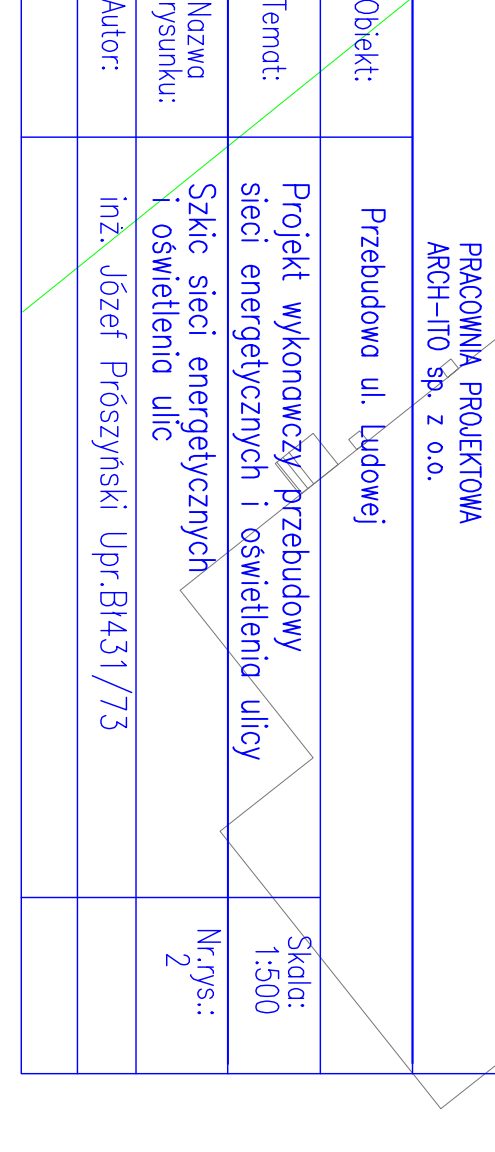 PRACOWNIA PROJEKTOWA
ARCH-ITO sp. z o.o.
Obiekt:
Przebudowa ul. Ludowej
Temat:
Projekt wykonawczy przebudowy
sieci energetycznych i oświetlenia ulicy
Skala:
1:500
Nazwa
rysunku:
Szkic sieci energetycznych
i oświetlenia ulic
Nr.rys.:
2
Autor:
inż. Józef Prószyński Upr.Bł431/73